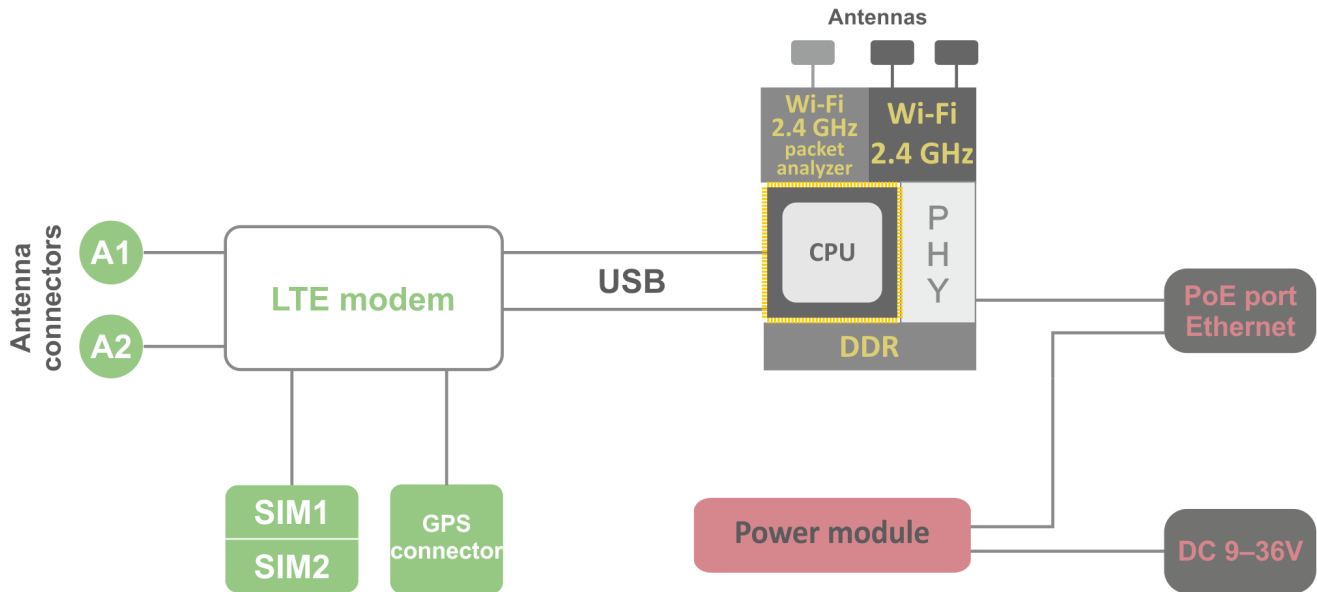 Antennas
Wi-Fi
2.4 GHz
packet
analyzer
Wi-Fi
2.4 GHz
Antenna
connectors
A1
A2
LTE modem
USB
CPU
P
H
Y
DDR
PoE port
Ethernet
SIM1
SIM2
GPS
connector
Power module
DC 9–36V